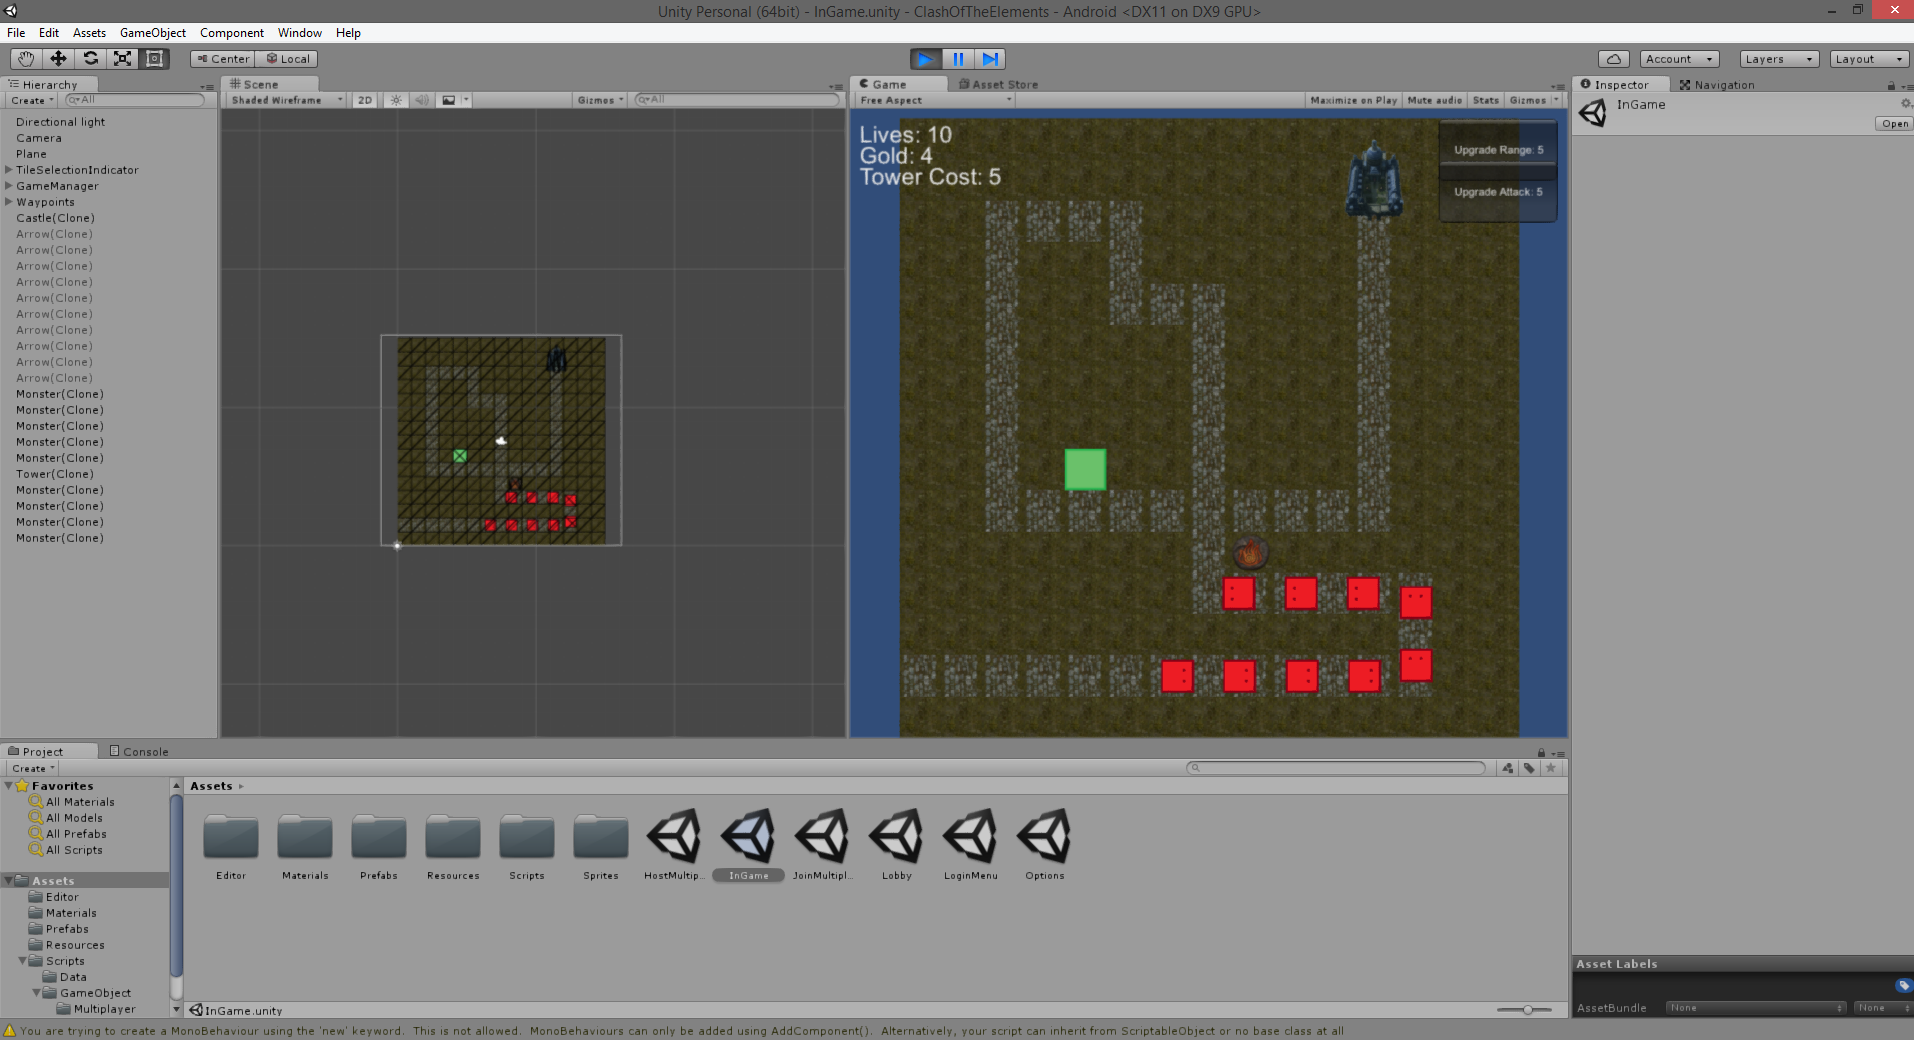 Unity Personal (64bit) - InGame.unity - ClashOfTheElements - Android <DX11 on DX9 GPU>
File Edit Assets GameObject Component Window Help
Center Local
Account Layers Layout
Hierarchy
Create All
Directional light
Camera
Plane
TileSelectionIndicator
GameManager
Waypoints
Castle(Clone)
Arrow(Clone)
Arrow(Clone)
Arrow(Clone)
Arrow(Clone)
Arrow(Clone)
Arrow(Clone)
Arrow(Clone)
Arrow(Clone)
Arrow(Clone)
Arrow(Clone)
Monster(Clone)
Monster(Clone)
Monster(Clone)
Monster(Clone)
Monster(Clone)
Tower(Clone)
Monster(Clone)
Monster(Clone)
Monster(Clone)
Monster(Clone)
Scene
Shaded Wireframe 2D Gizmos All
Game Asset Store
Free Aspect Maximize on Play Mute audio Stats Gizmos
Lives: 10
Gold: 4
Tower Cost: 5
Upgrade Range: 5
Upgrade Attack: 5
Inspector Navigation
InGame
Open
Project Console
Create
Favorites
All Materials
All Models
All Prefabs
All Scripts
Assets
Editor
Materials
Prefabs
Resources
Scripts
Data
GameObject
Multiplayer
Assets
Editor Materials Prefabs Resources Scripts Sprites HostMultip... InGame JoinMultipl... Lobby LoginMenu Options
InGame.unity
Asset Labels
AssetBundle None None
You are trying to create a MonoBehaviour using the 'new' keyword. This is not allowed. MonoBehaviours can only be added using AddComponent(). Alternatively, your script can inherit from ScriptableObject or no base class at all